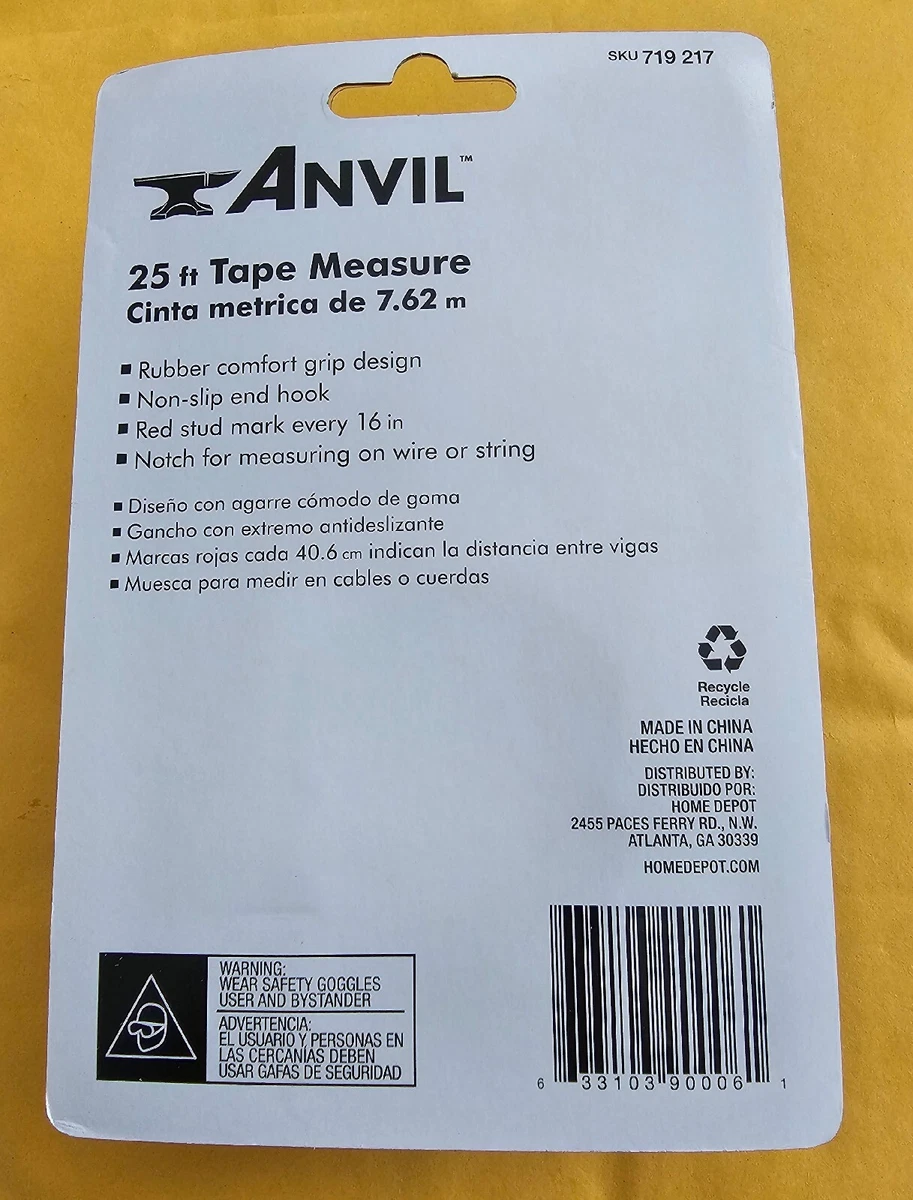 SKU 719 217
ANVIL™
25 ft Tape Measure
Cinta metrica de 7.62 m
▪ Rubber comfort grip design
▪ Non-slip end hook
▪ Red stud mark every 16 in
▪ Notch for measuring on wire or string
▪ Diseño con agarre cómodo de goma
▪ Gancho con extremo antideslizante
▪ Marcas rojas cada 40.6 cm indican la distancia entre vigas
▪ Muesca para medir en cables o cuerdas
Recycle
Recicla
MADE IN CHINA
HECHO EN CHINA
DISTRIBUTED BY:
DISTRIBUIDO POR:
HOME DEPOT
2455 PACES FERRY RD., N.W.
ATLANTA, GA 30339
HOMEDEPOT.COM
WARNING:
WEAR SAFETY GOGGLES
USER AND BYSTANDER
ADVERTENCIA:
EL USUARIO Y PERSONAS EN
LAS CERCANÍAS DEBEN
USAR GAFAS DE SEGURIDAD
6 33103 90006 1